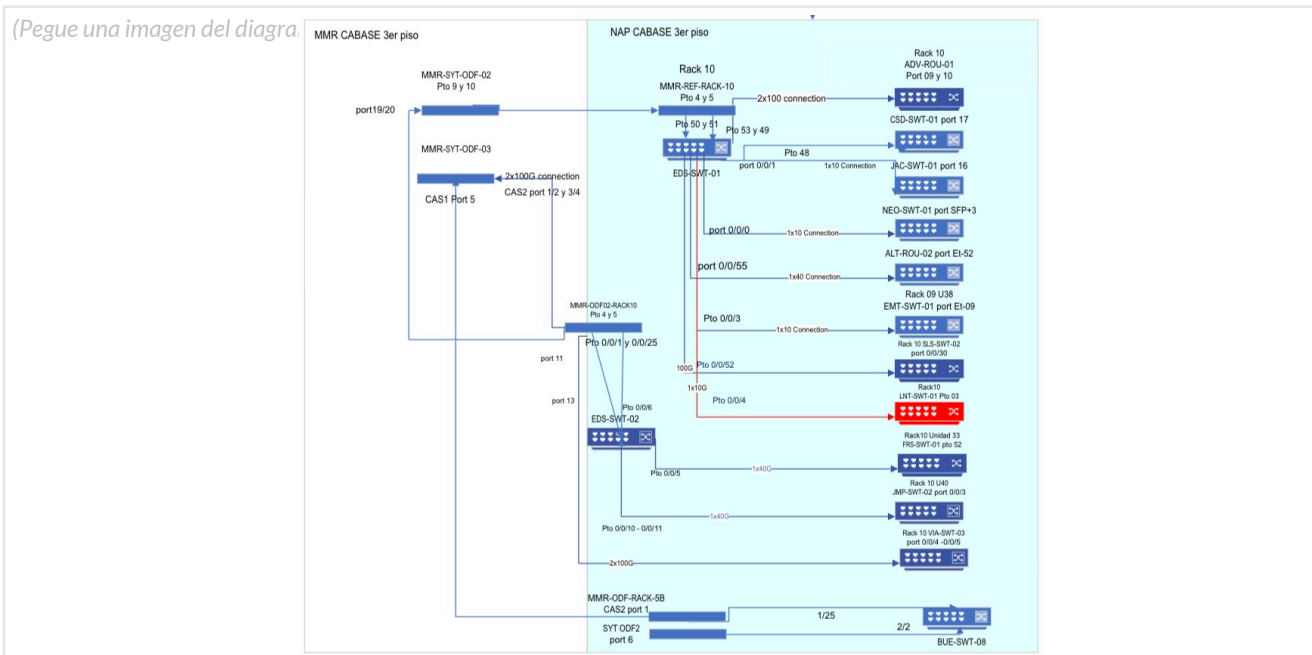 (Pegue una imagen del diagra
MMR CABASE 3er piso
NAP CABASE 3er piso
MMR-SYT-ODF-02
Pto 9 y 10
port19/20
MMR-SYT-ODF-03
2x100G connection
CAS2 port 1/2 y 3/4
CAS1 Port 5
Rack 10
MMR-REF-RACK-10
Pto 4 y 5
Pto 50 y 51
Pto 53 y 49
EDS-SWT-01
2x100 connection
Rack 10
ADV-ROU-01
Port 09 y 10
CSD-SWT-01 port 17
Pto 48
port 0/0/1
1x10 Connection
JAC-SWT-01 port 16
NEO-SWT-01 port SFP+3
port 0/0/0
1x10 Connection
ALT-ROU-02 port Et-52
port 0/0/55
1x40 Connection
Rack 09 U38
EMT-SWT-01 port Et-09
Pto 0/0/3
1x10 Connection
Rack 10 SLS-SWT-02
port 0/0/30
100G
Pto 0/0/52
1x10G
Rack10
LNT-SWT-01 Pto 03
Pto 0/0/4
MMR-ODF02-RACK10
Pto 4 y 5
Pto 0/0/1 y 0/0/25
port 11
port 13
Pto 0/0/6
EDS-SWT-02
Rack10 Unidad 33
FRS-SWT-01 pto 52
Pto 0/0/5
1x40G
Rack 10 U40
JMP-SWT-02 port 0/0/3
1x40G
Pto 0/0/10 - 0/0/11
Rack 10 VIA-SWT-03
port 0/0/4 -0/0/5
2x100G
MMR-ODF-RACK-5B
CAS2 port 1
SYT ODF2
port 6
1/25
2/2
BUE-SWT-08